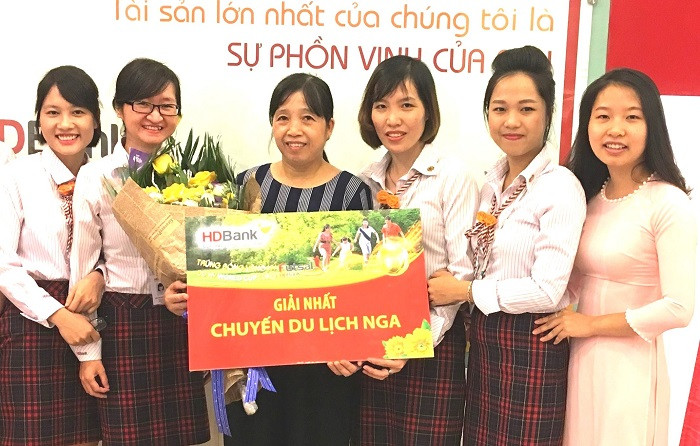 Tài sản lớn nhất của chúng tôi là
SỰ PHỒN VINH CỦA
DBank
HDBank
GIẢI NHẤT
CHUYẾN DU LỊCH NGA